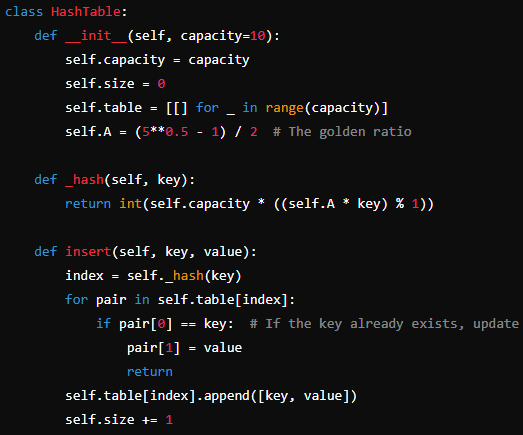 class HashTable:
    def __init__(self, capacity=10):
        self.capacity = capacity
        self.size = 0
        self.table = [[] for _ in range(capacity)]
        self.A = (5**0.5 - 1) / 2  # The golden ratio

    def _hash(self, key):
        return int(self.capacity * ((self.A * key) % 1))

    def insert(self, key, value):
        index = self._hash(key)
        for pair in self.table[index]:
            if pair[0] == key:  # If the key already exists, update
                pair[1] = value
                return
        self.table[index].append([key, value])
        self.size += 1